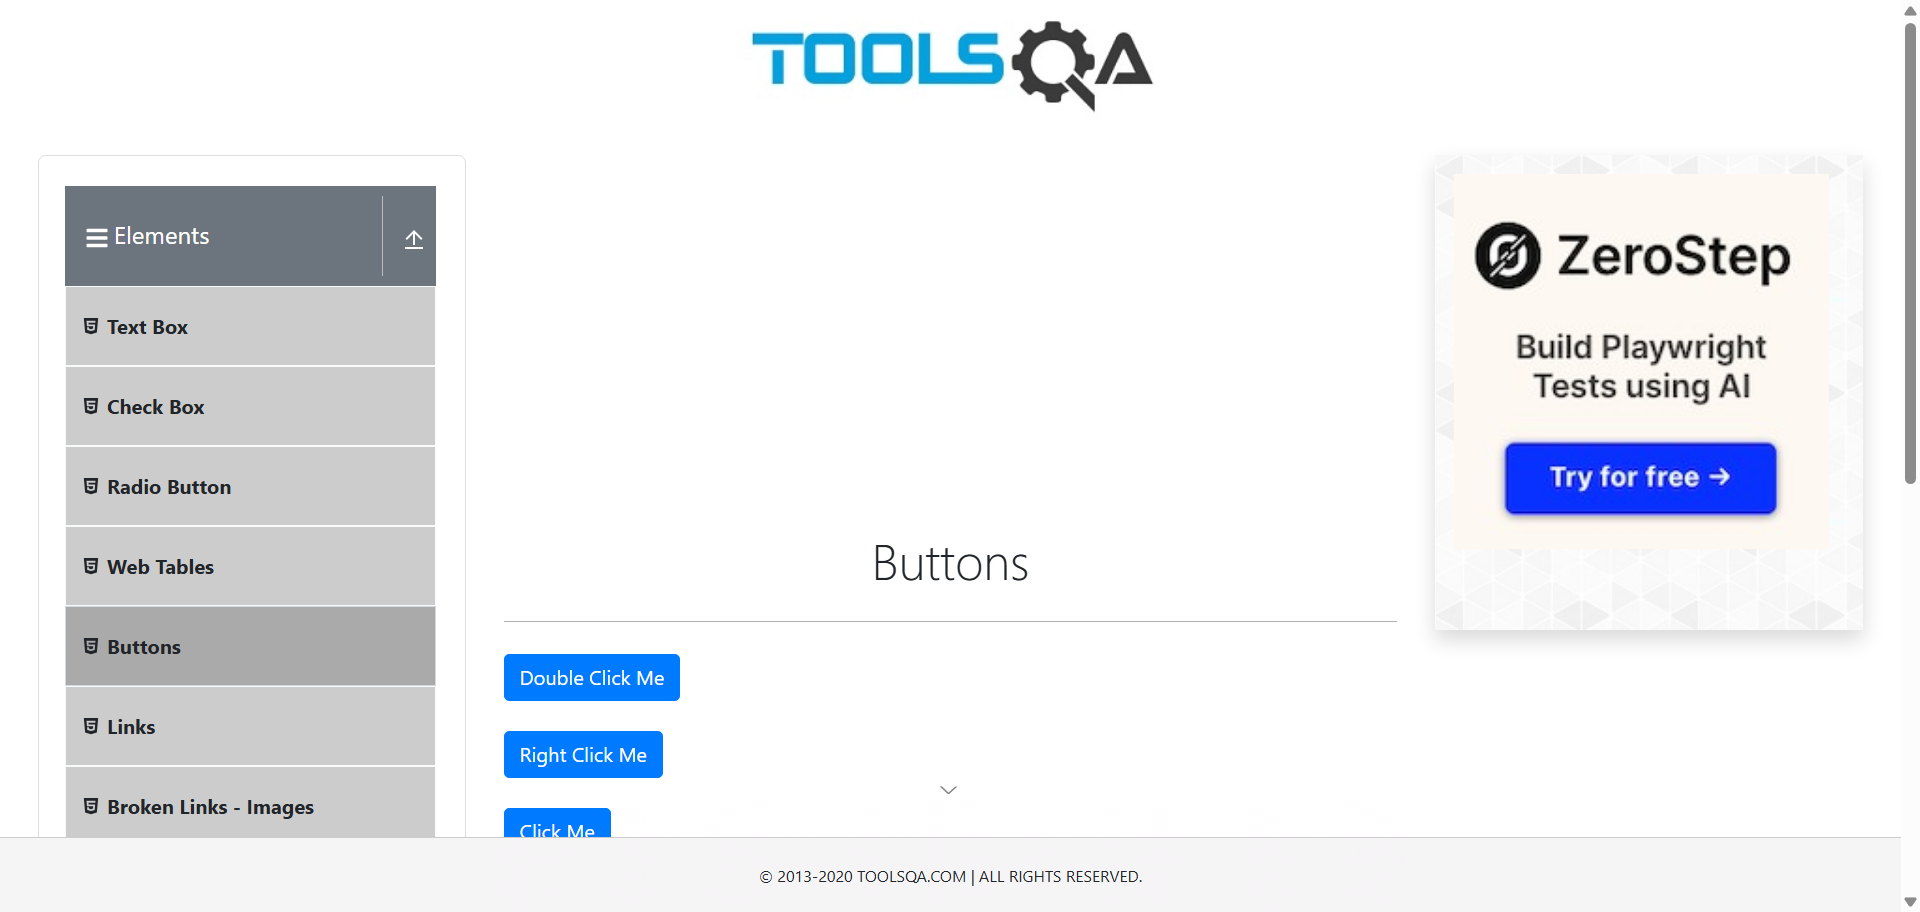 TOOLSQA
Elements
Text Box
Check Box
Radio Button
Web Tables
Buttons
Links
Broken Links - Images
Buttons
Double Click Me
Right Click Me
Click Me
ZeroStep
Build Playwright
Tests using AI
Try for free →
© 2013-2020 TOOLSQA.COM | ALL RIGHTS RESERVED.